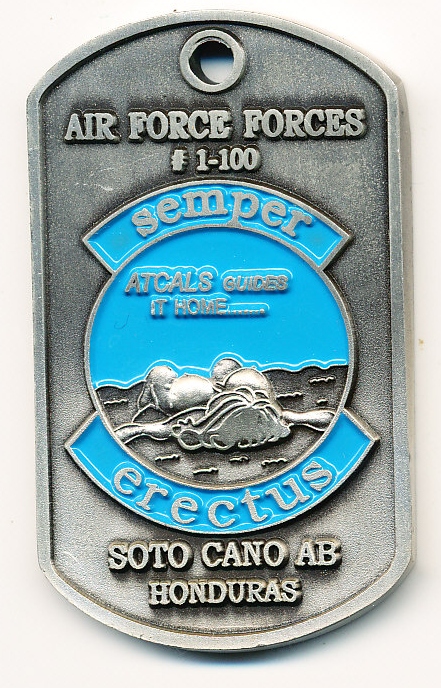 AIR FORCE FORCES
# 1-100
semper
ATCALS GUIDES
IT HOME......
erectus
SOTO CANO AB
HONDURAS